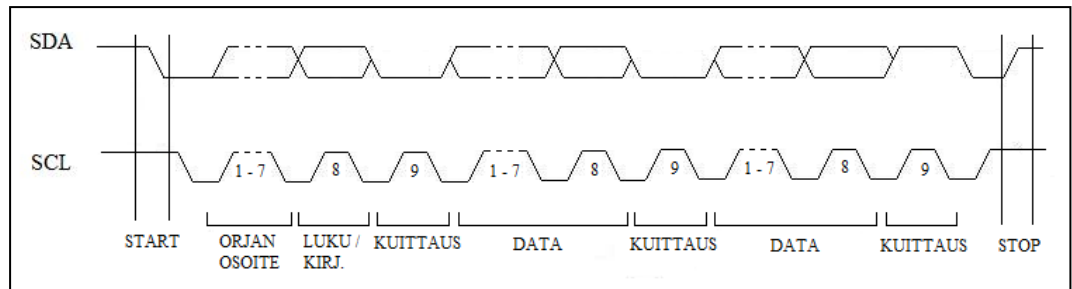 SDA
SCL
1 - 7 8 9 1 - 7 8 9 1 - 7 8 9
START ORJAN OSOITE LUKU / KIRJ. KUITTAUS DATA KUITTAUS DATA KUITTAUS STOP